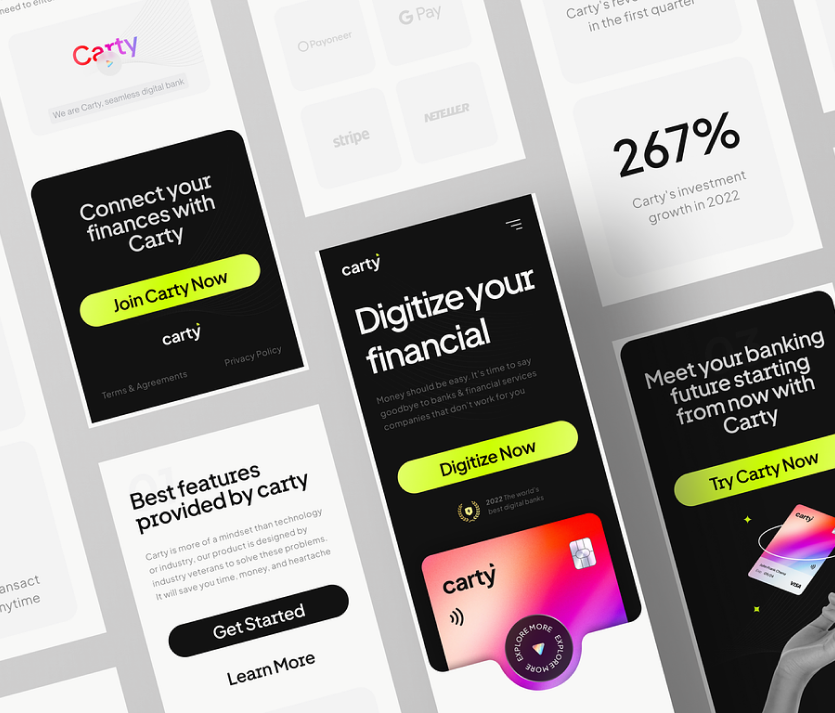 need to
Carty
We are Carty, seamless digital bank
Connect your
finances with
Carty
Join Carty Now
carty
Terms & Agreements
Privacy Policy
Best features
provided by carty
Carty is more of a mindset than technology
or industry, our product is designed by
industry veterans to solve these problems.
It will save you time, money, and heartache
Get Started
Learn More
Payoneer
G Pay
stripe
NETELLER
carty
Digitize your
financial
Money should be easy. It's time to say
goodbye to banks & financial services
companies that don't work for you
Digitize Now
2022 The world's
best digital banks
carty
EXPLORE MORE
EXPLORE MORE
Carty's
in the first quarter
267%
Carty's investment
growth in 2022
Meet your banking
future starting
from now with
Carty
Try Carty Now
carty
VISA